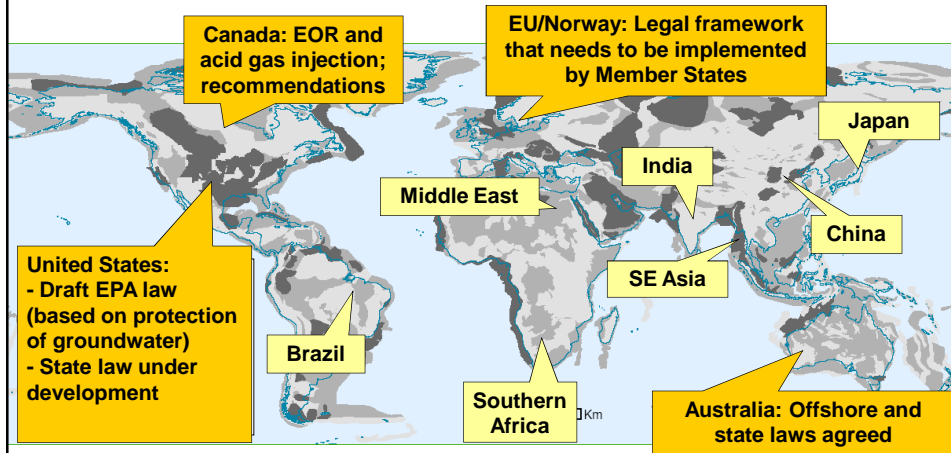 Canada: EOR and
acid gas injection;
recommendations
EU/Norway: Legal framework
that needs to be implemented
by Member States
Japan
India
Middle East
China
SE Asia
United States:
- Draft EPA law
(based on protection
of groundwater)
- State law under
development
Brazil
Southern
Africa
Km
Australia: Offshore and
state laws agreed